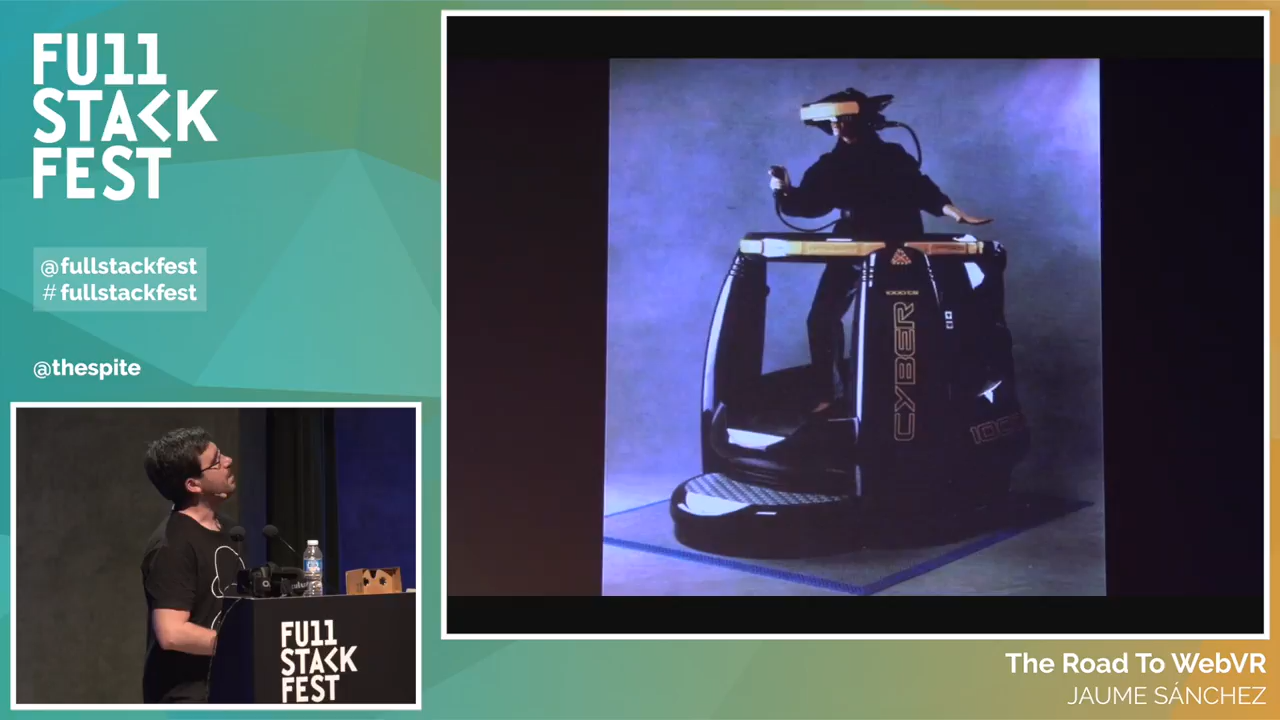 FU11
STACK
FEST
@fullstackfest
# fullstackfest
@thespite
CYBER
FU11
STACK
FEST
The Road To WebVR
JAUME SÁNCHEZ